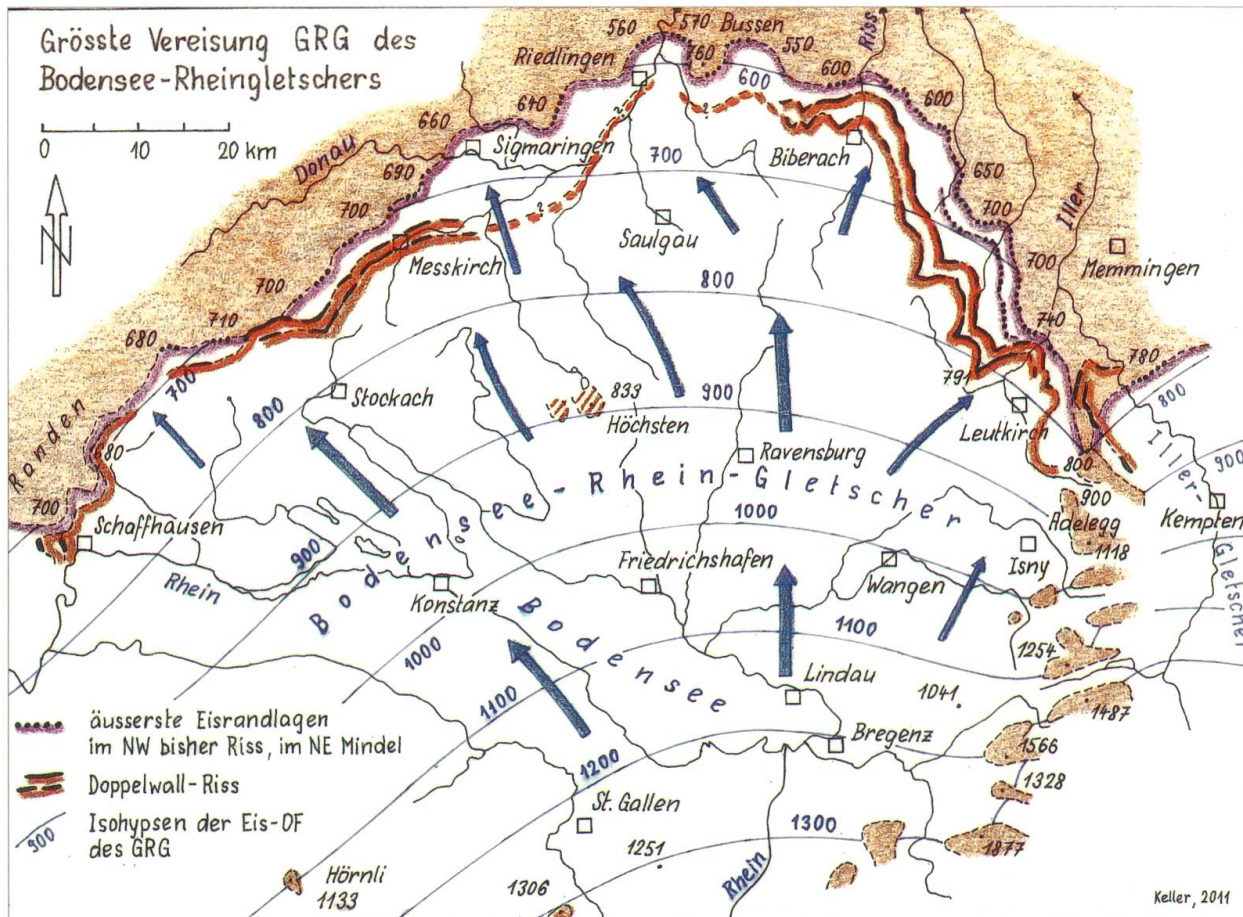 Grösste Vereisung GRG des
Bodensee-Rheingletschers
0 10 20 km
N
560
570
Bussen
760
550
Riss
Riedlingen
600
600
600
640
660
Sigmaringen
Biberach
Donau
690
700
650
Iller
700
Saulgau
700
700
Memmingen
Messkirch
700
800
740
710
680
780
700
791
800
Stockach
800
833
Höchsten
900
Leutkirch
Randen
680
Ravensburg
800
900
Iller-
Gletscher
900
700
Schaffhausen
Bodensee-Rhein-Gletscher
1000
Adelegg
Kempten
1118
900
Friedrichshafen
Wangen
Isny
Rhein
Konstanz
Bodensee
1000
1100
1254
1100
Lindau
1041
1487
1200
Bregenz
1566
1328
St. Gallen
1300
1877
1251
Rhein
Hörnli
1133
1306
äusserste Eisrandlagen
im NW bisher Riss, im NE Mindel
Doppelwall-Riss
900 Isohypsen der Eis-OF
des GRG
Keller, 2011